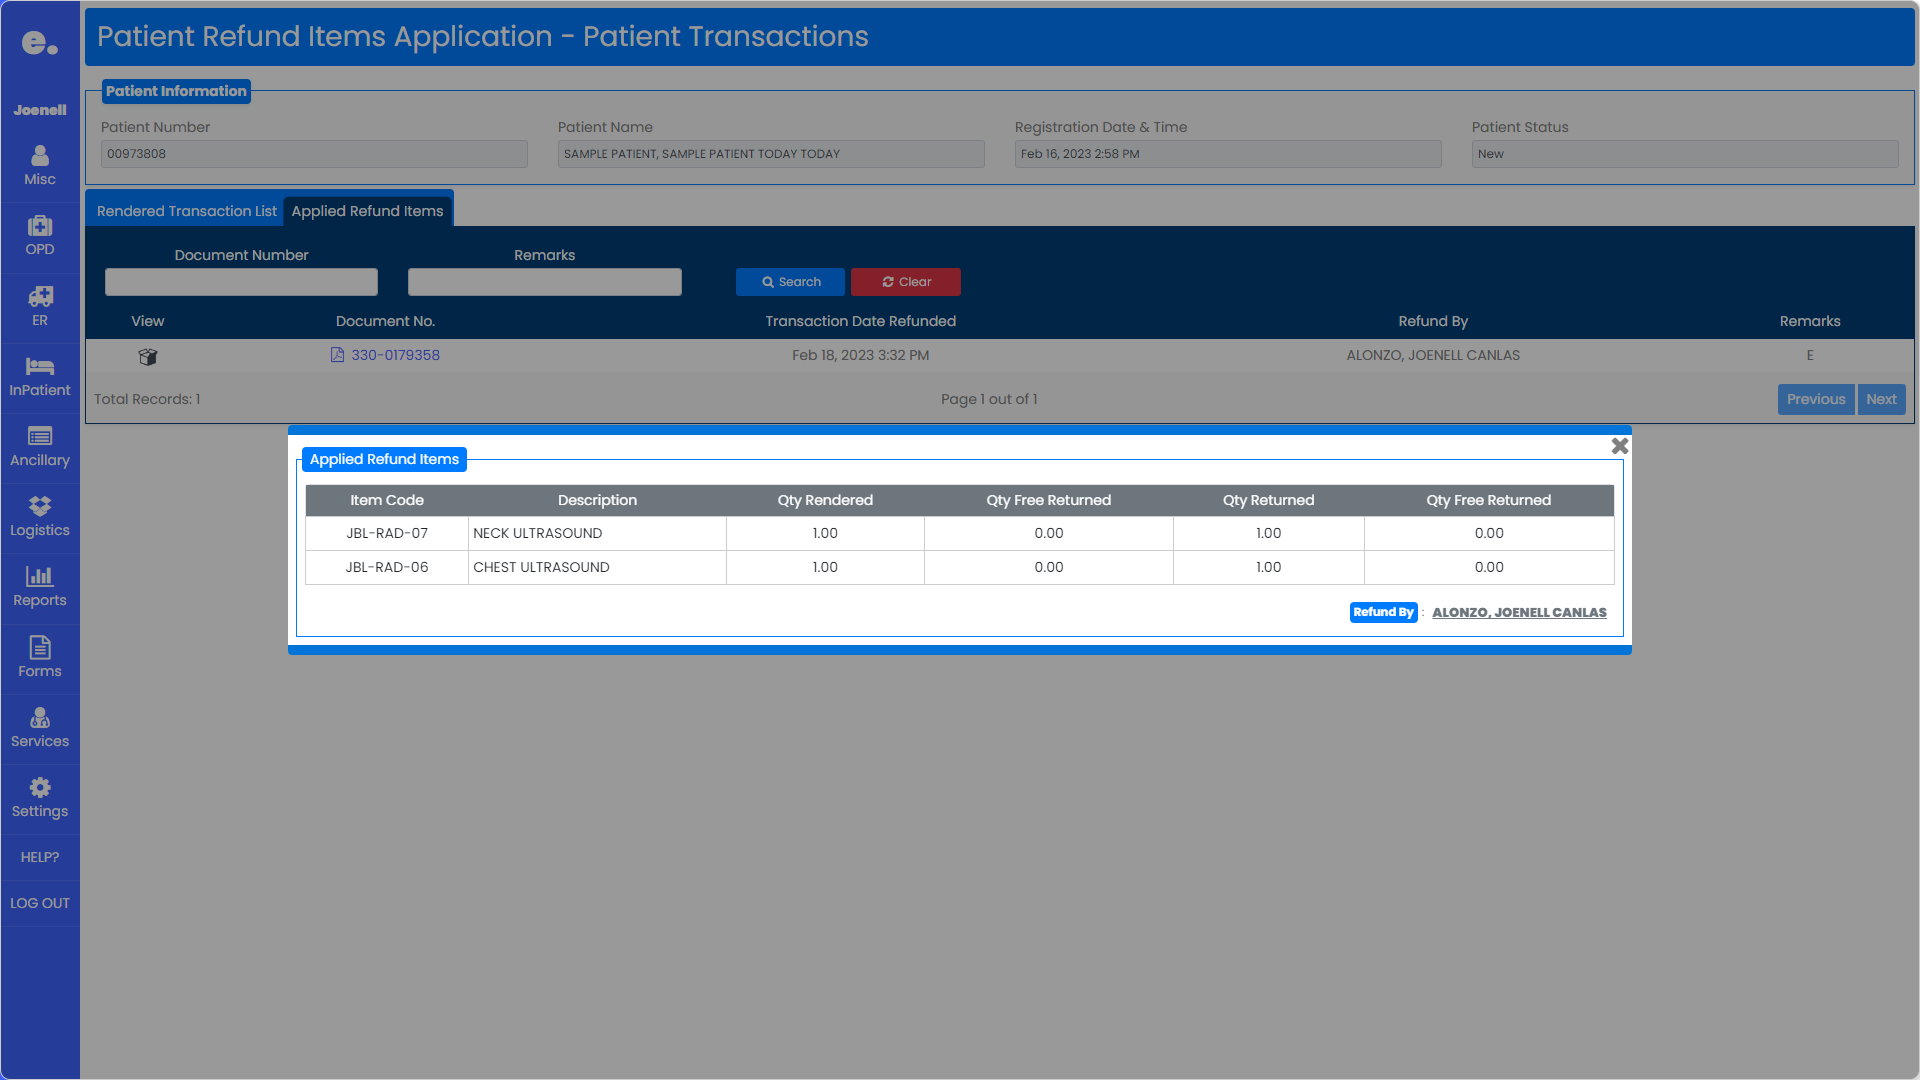 e.
Patient Refund Items Application - Patient Transactions
Joenell
Misc
OPD
ER
InPatient
Ancillary
Logistics
Reports
Forms
Services
Settings
HELP?
LOG OUT
Patient Information
Patient Number Patient Name Registration Date & Time Patient Status
00973808 SAMPLE PATIENT, SAMPLE PATIENT TODAY TODAY Feb 16, 2023 2:58 PM New
Rendered Transaction List Applied Refund Items
Document Number Remarks
Search Clear
View Document No. Transaction Date Refunded Refund By Remarks
330-0179358 Feb 18, 2023 3:32 PM ALONZO, JOENELL CANLAS E
Total Records: 1 Page 1 out of 1 Previous Next
Applied Refund Items
Item Code Description Qty Rendered Qty Free Returned Qty Returned Qty Free Returned
JBL-RAD-07 NECK ULTRASOUND 1.00 0.00 1.00 0.00
JBL-RAD-06 CHEST ULTRASOUND 1.00 0.00 1.00 0.00
Refund By : ALONZO, JOENELL CANLAS